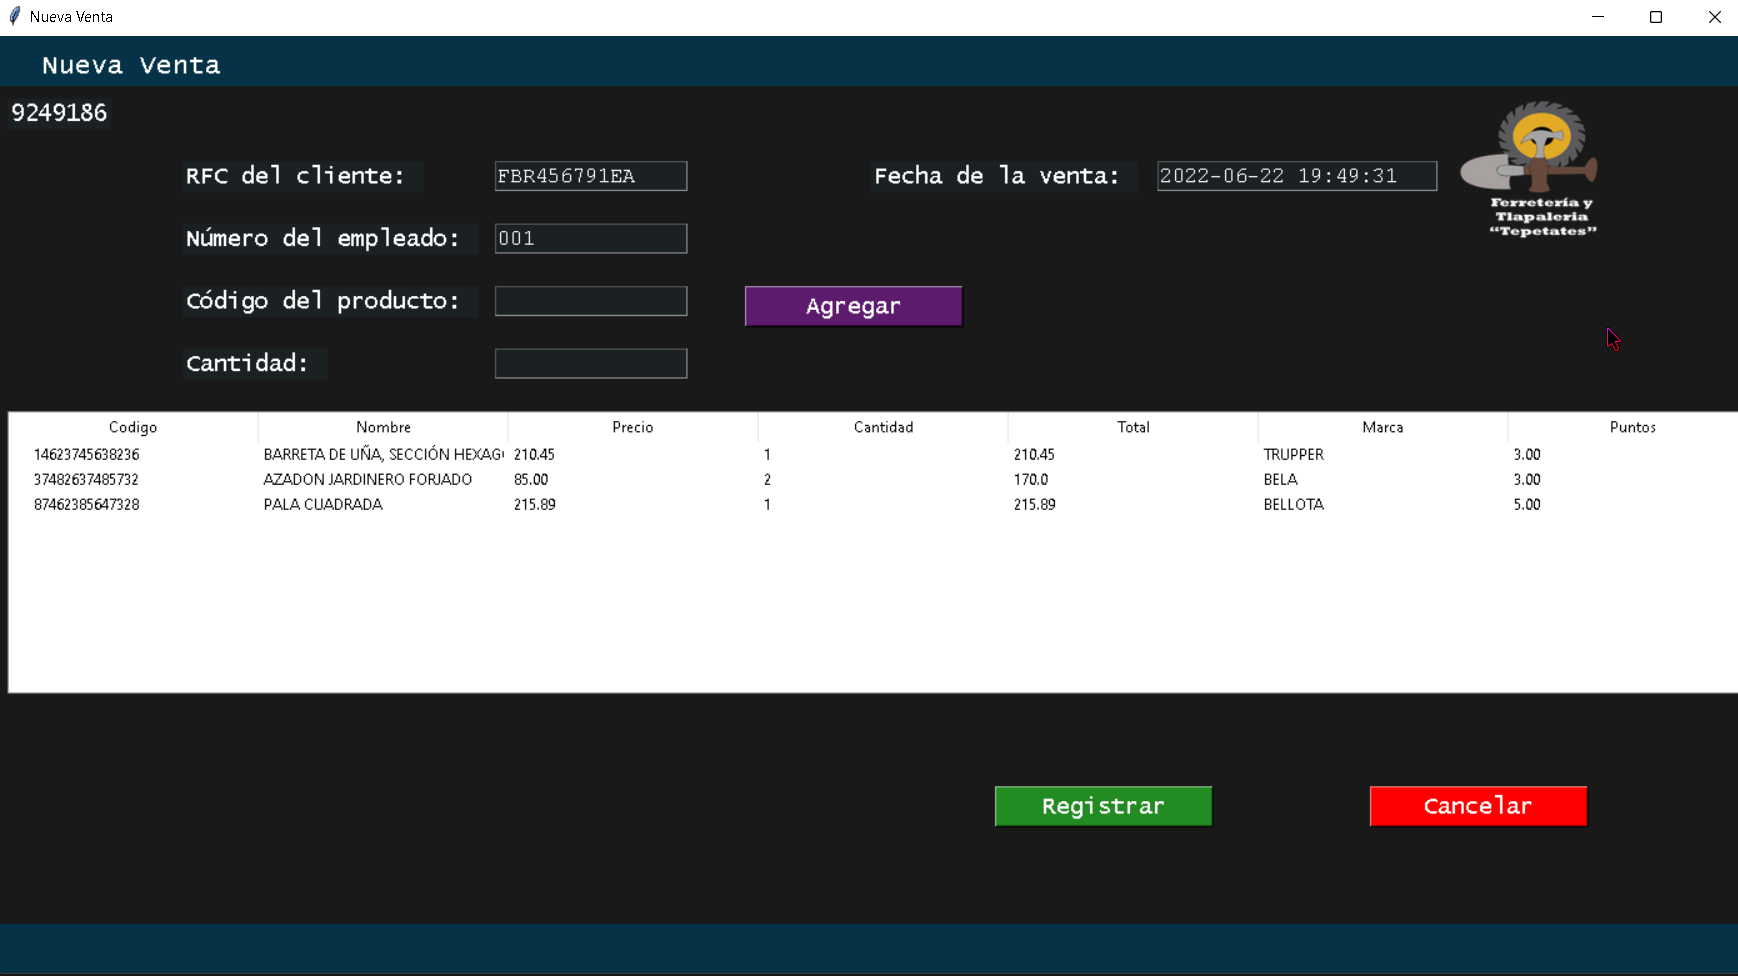 Nueva Venta
Nueva Venta
9249186
RFC del cliente: FBR456791EA Fecha de la venta: 2022-06-22 19:49:31
Ferretería y
Tlapaleria
“Tepetates”
Número del empleado: 001
Código del producto: Agregar
Cantidad:
Codigo Nombre Precio Cantidad Total Marca Puntos
14623745638236 BARRETA DE UÑA, SECCIÓN HEXAG 210.45 1 210.45 TRUPPER 3.00
37482637485732 AZADON JARDINERO FORJADO 85.00 2 170.0 BELA 3.00
87462385647328 PALA CUADRADA 215.89 1 215.89 BELLOTA 5.00
Registrar Cancelar